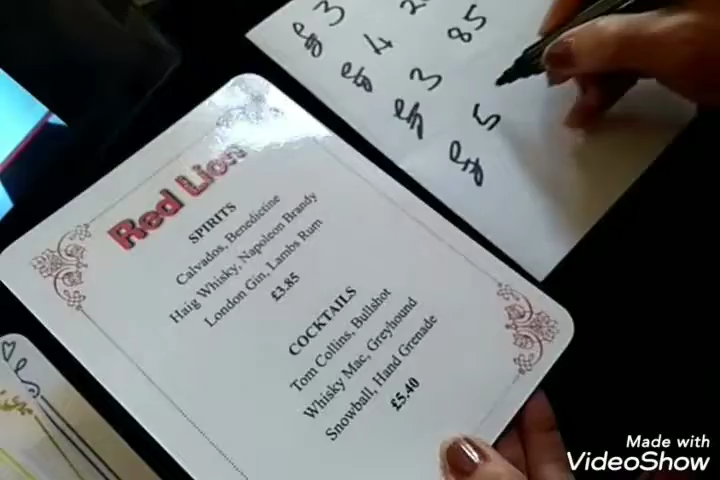 Red Lion
SPIRITS
Calvados, Benedictine
Haig Whisky, Napoleon Brandy
London Gin, Lambs Rum
£3.85
COCKTAILS
Tom Collins, Bullshot
Whisky Mac, Greyhound
Snowball, Hand Grenade
£5.40
3
4
3 85
5
Made with
VideoShow